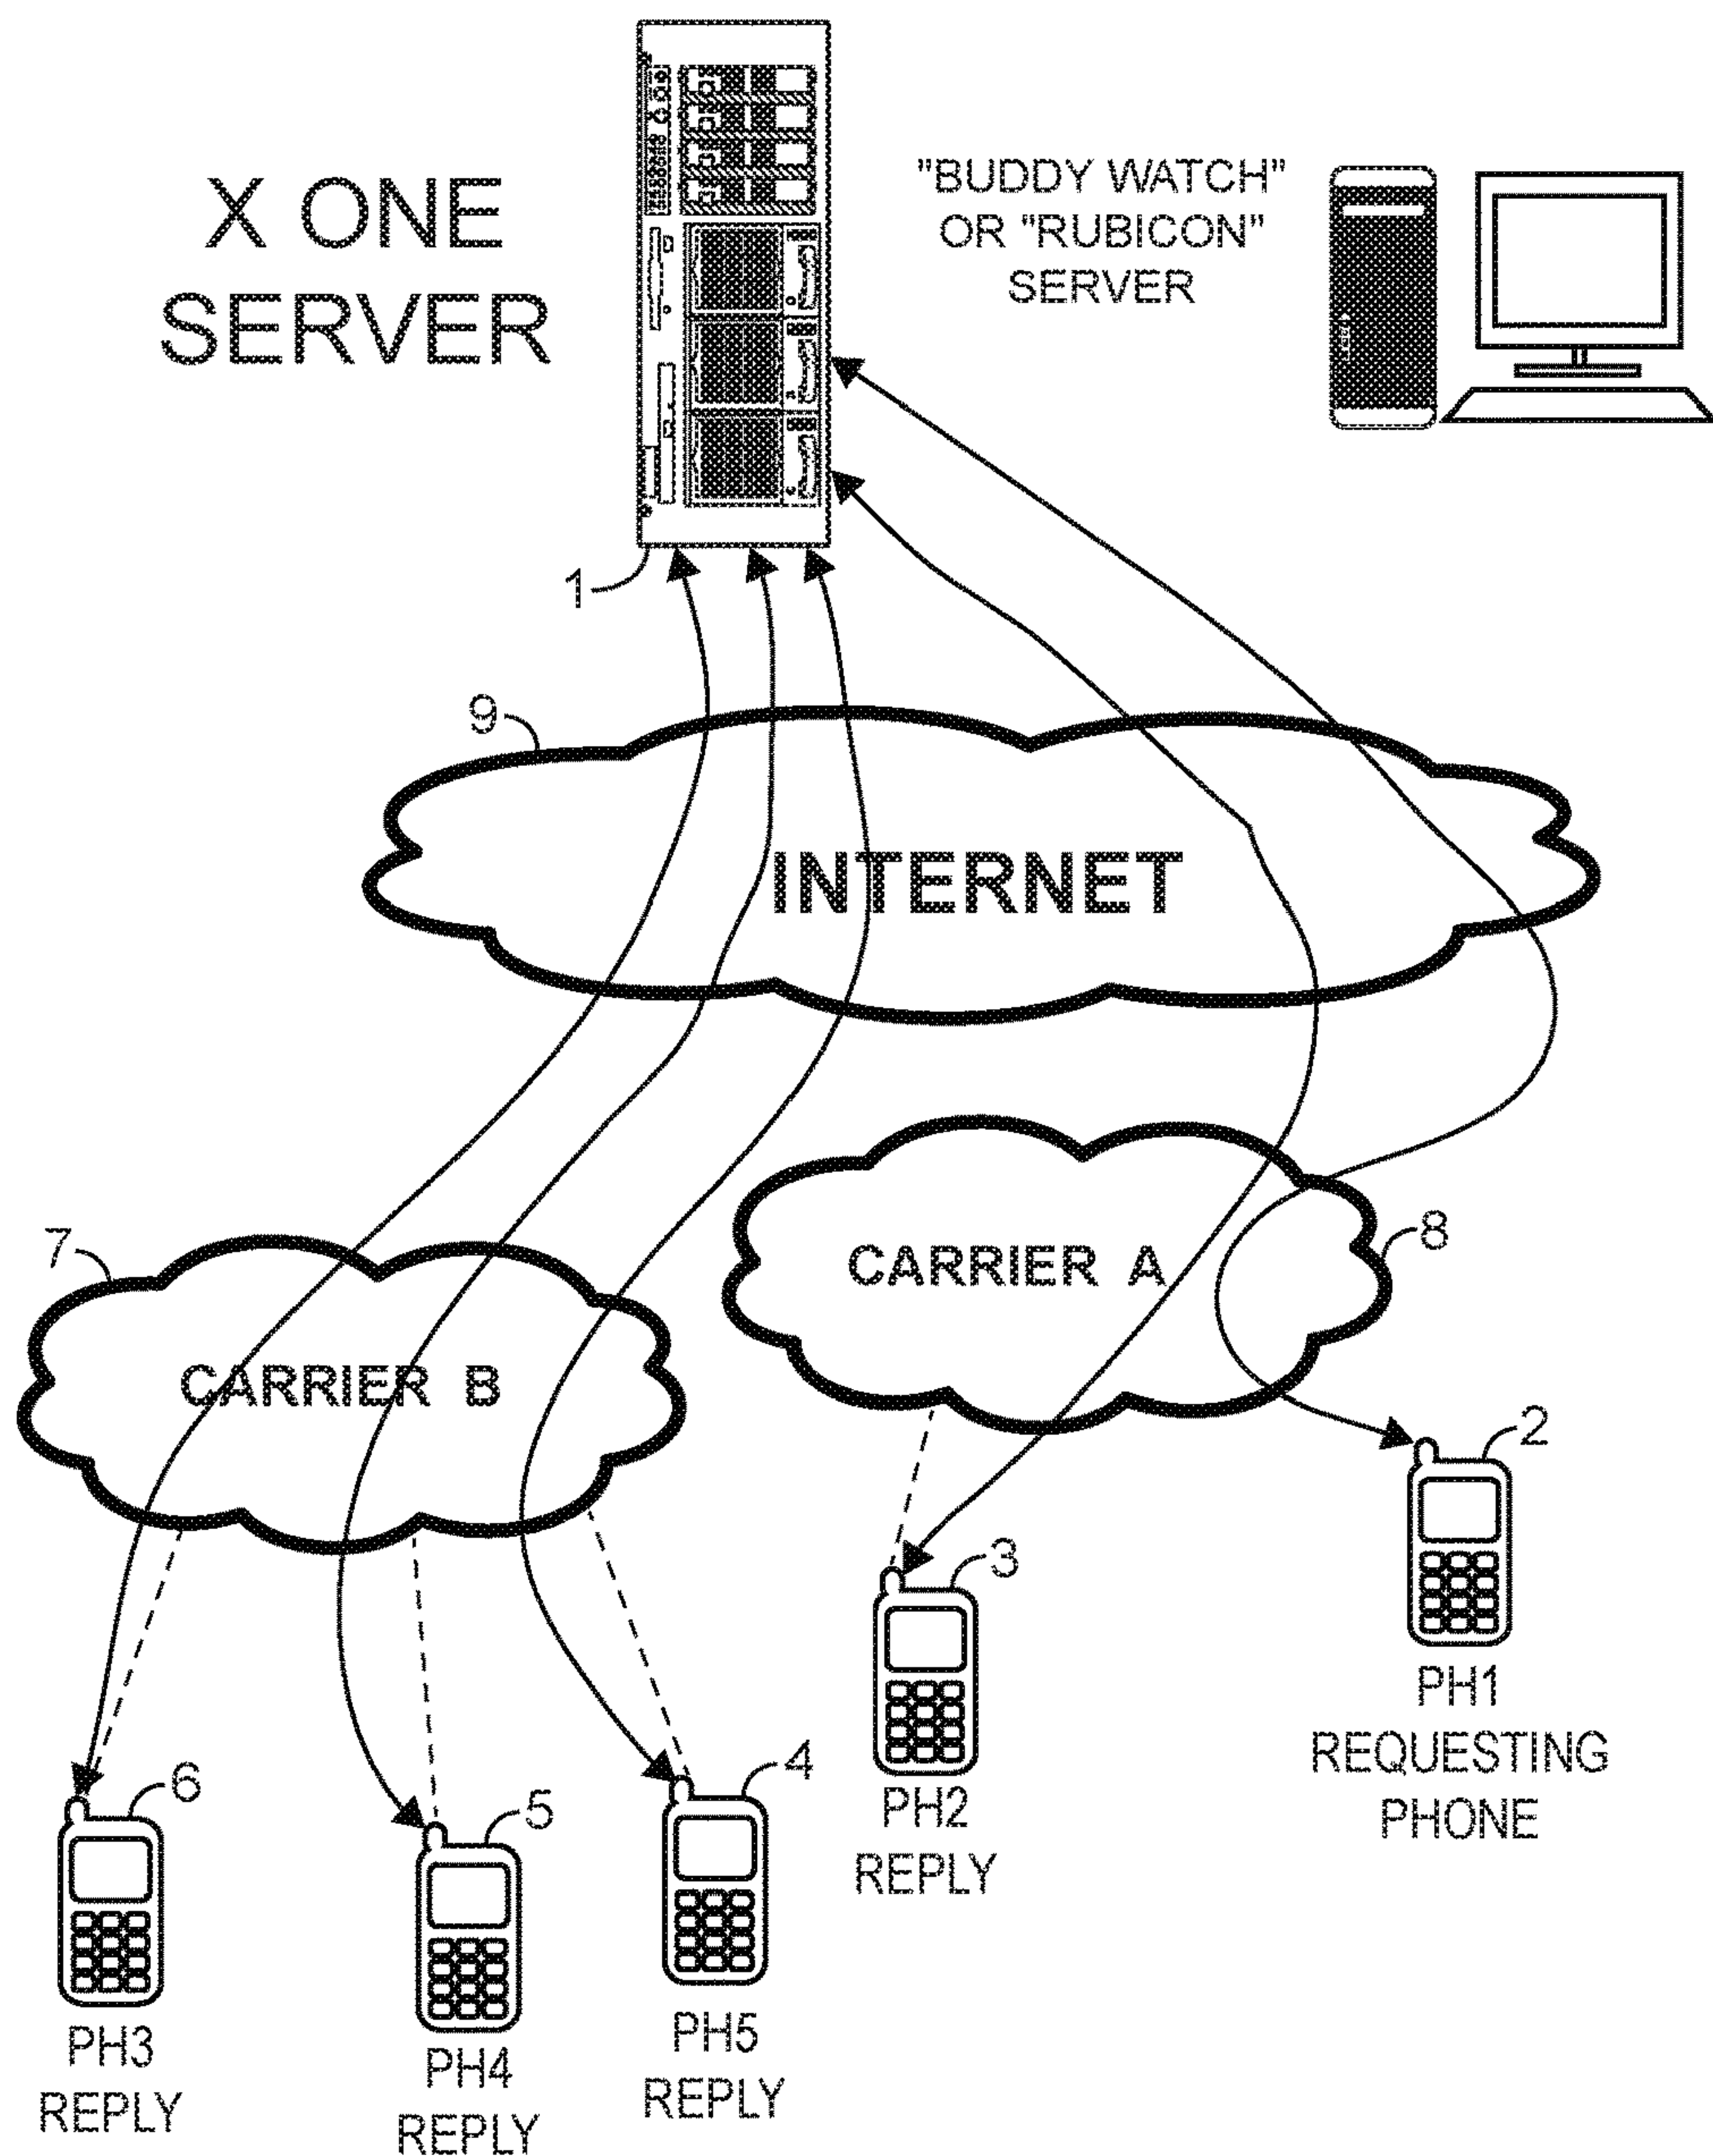 X ONE
SERVER
"BUDDY WATCH"
OR "RUBICON"
SERVER
1
9
INTERNET
7
CARRIER B
CARRIER A
8
2
PH1
REQUESTING
PHONE
3
PH2
REPLY
6
PH3
REPLY
5
PH4
REPLY
4
PH5
REPLY